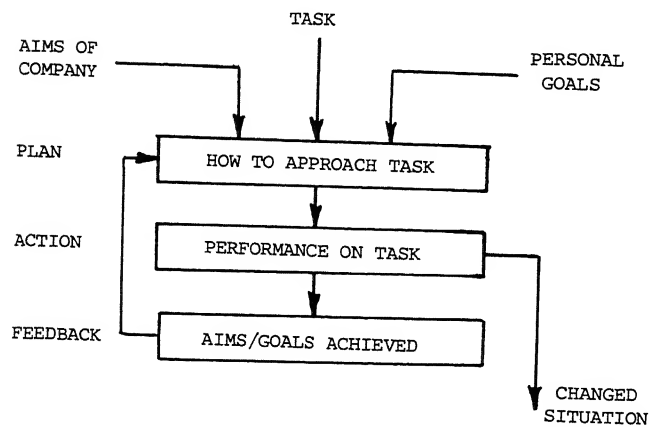 TASK
AIMS OF
COMPANY
PERSONAL
GOALS
PLAN
HOW TO APPROACH TASK
ACTION
PERFORMANCE ON TASK
FEEDBACK
AIMS/GOALS ACHIEVED
CHANGED
SITUATION